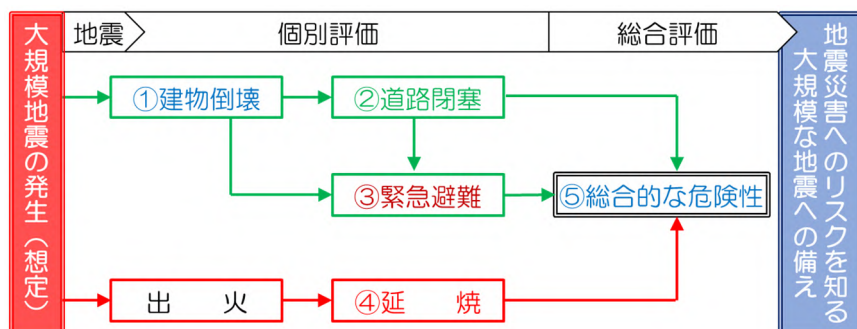 大規模地震の発生（想定）
地震
個別評価
総合評価
①建物倒壊
②道路閉塞
③緊急避難
⑤総合的な危険性
出　火
④延　焼
地震災害へのリスクを知る
大規模な地震への備え